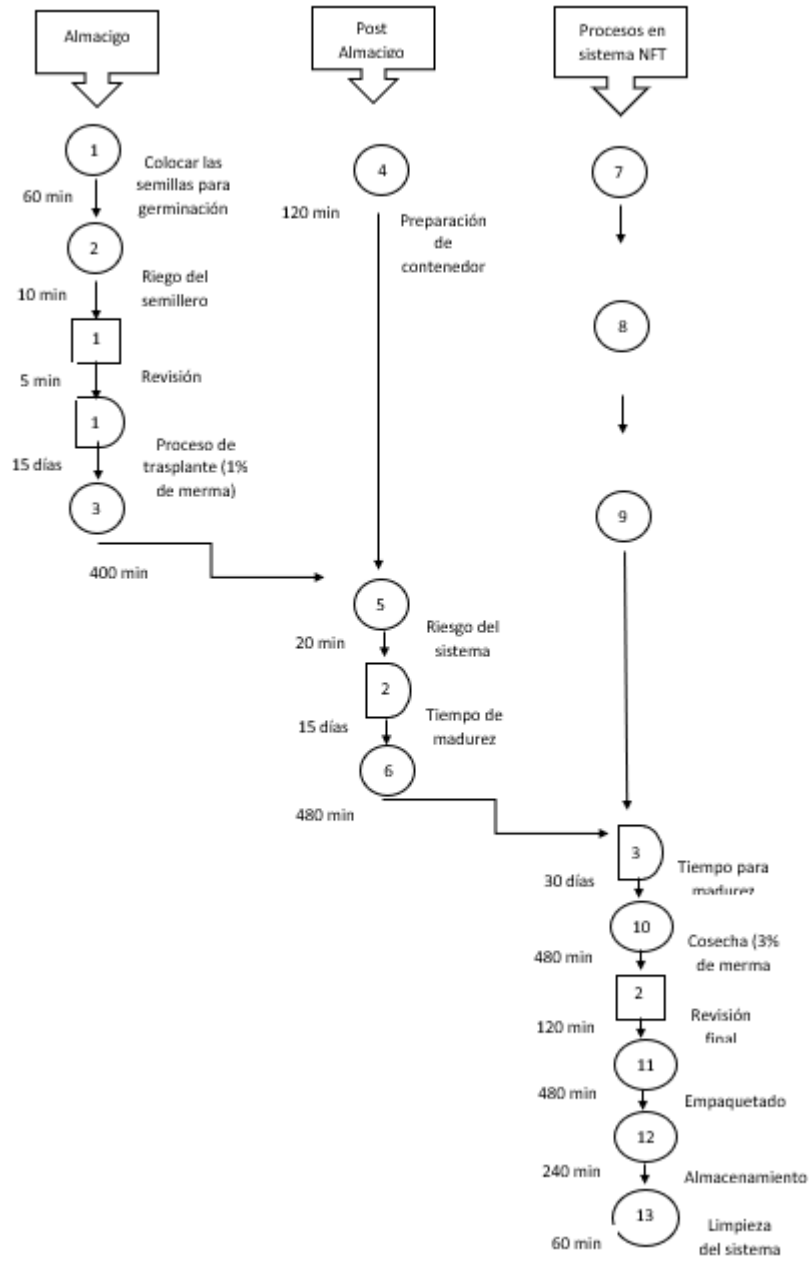 Almacigo
1
Colocar las
semillas para
germinación
60 min
2
Riego del
semillero
10 min
1
5 min
Revisión
1
Proceso de
trasplante (1%
de merma)
15 días
3
400 min
Post
Almacigo
4
120 min
Preparación
de
contenedor
5
20 min
Riesgo del
sistema
2
15 días
Tiempo de
madurez
6
480 min
Procesos en
sistema NFT
7
8
9
3
Tiempo para
madurez
30 días
10
Cosecha (3%
de merma
480 min
2
Revisión
final
120 min
11
480 min
Empaquetado
12
240 min
Almacenamiento
13
Limpieza
del sistema
60 min